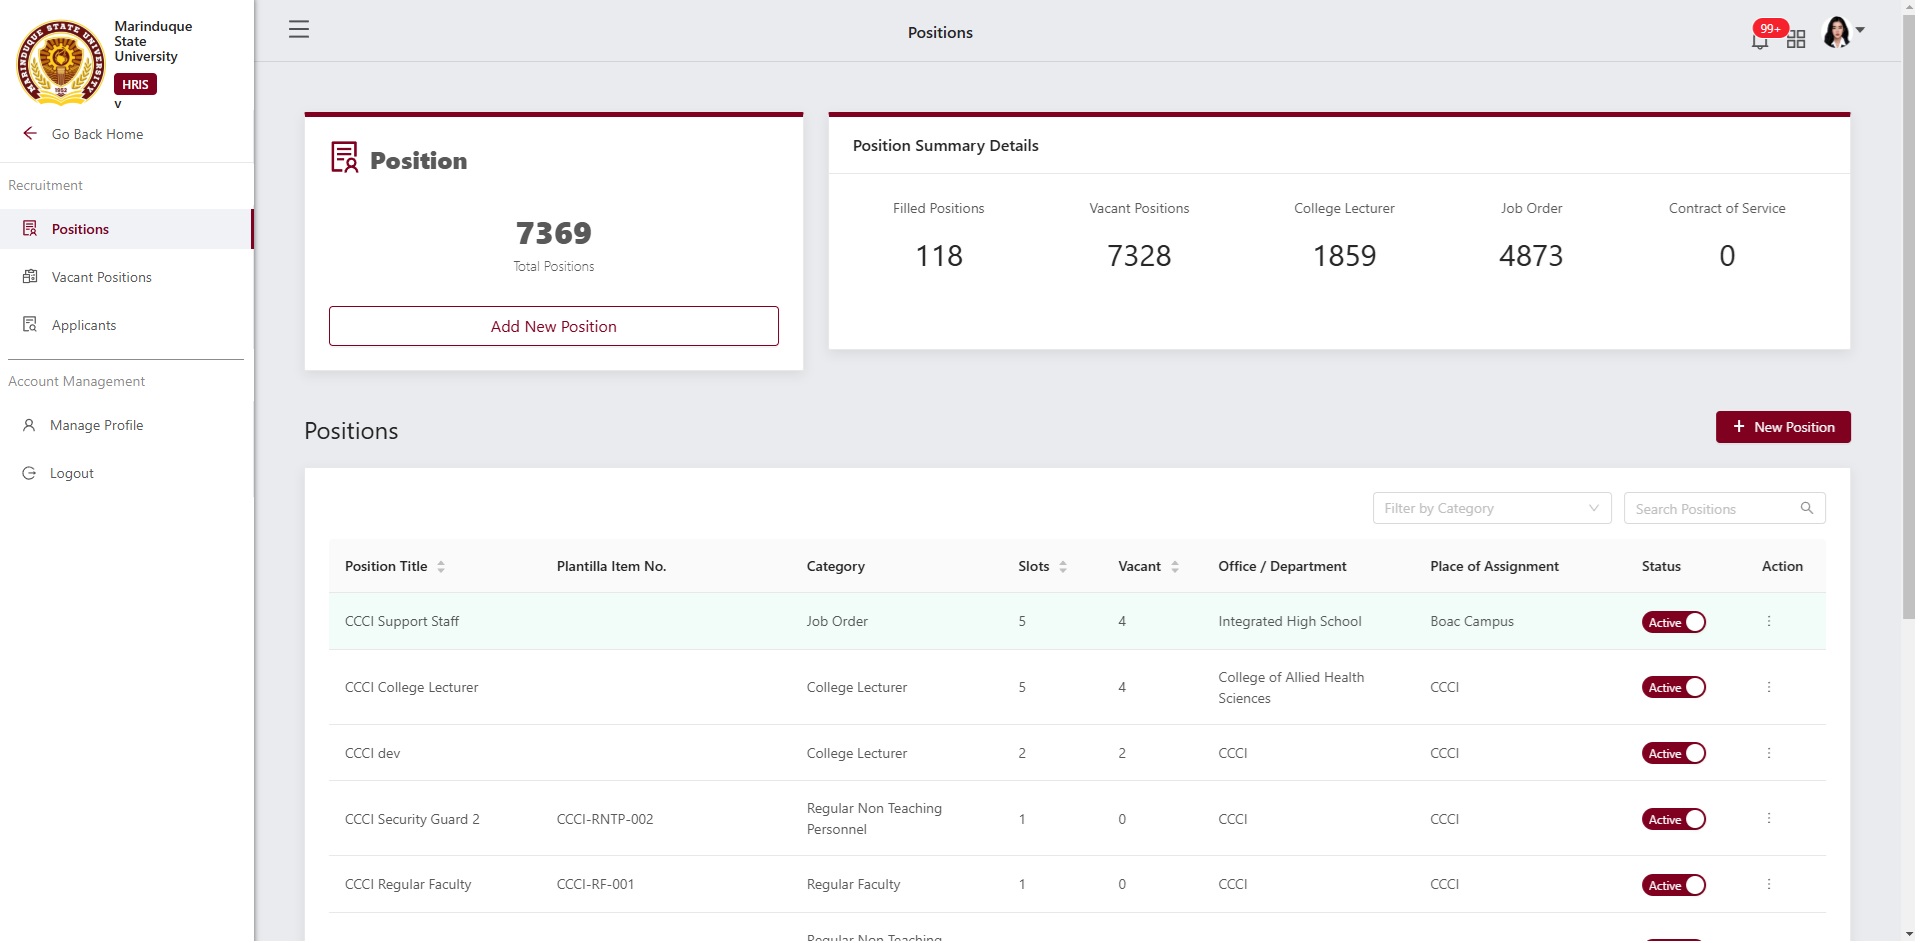 MARINDUQUE STATE UNIVERSITY
1952
Marinduque
State
University
HRIS
v
Go Back Home
Recruitment
Positions
Vacant Positions
Applicants
Account Management
Manage Profile
Logout
Positions
99+
Position
7369
Total Positions
Add New Position
Position Summary Details
Filled Positions Vacant Positions College Lecturer Job Order Contract of Service
118 7328 1859 4873 0
Positions
+ New Position
Filter by Category Search Positions
Position Title Plantilla Item No. Category Slots Vacant Office / Department Place of Assignment Status Action
CCCI Support Staff Job Order 5 4 Integrated High School Boac Campus Active
CCCI College Lecturer College Lecturer 5 4 College of Allied Health CCCI Active
Sciences
CCCI dev College Lecturer 2 2 CCCI CCCI Active
CCCI Security Guard 2 CCCI-RNTP-002 Regular Non Teaching 1 0 CCCI CCCI Active
Personnel
CCCI Regular Faculty CCCI-RF-001 Regular Faculty 1 0 CCCI CCCI Active
Regular Non Teaching